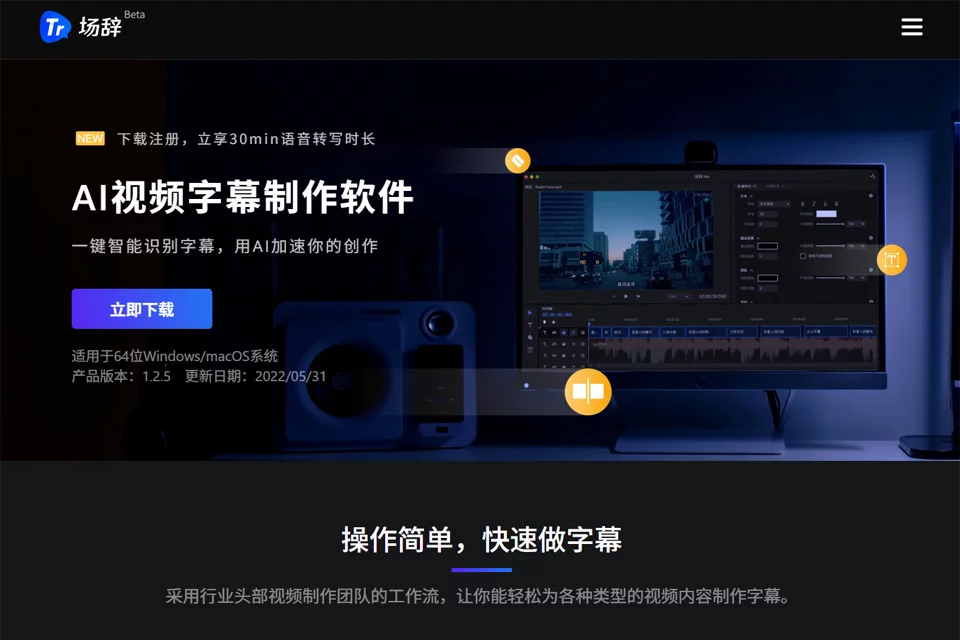 Tr 场辞 Beta
NEW 下载注册，立享30min语音转写时长
AI视频字幕制作软件
一键智能识别字幕，用AI加速你的创作
立即下载
适用于64位Windows/macOS系统
产品版本：1.2.5 更新日期：2022/05/31
操作简单，快速做字幕
采用行业头部视频制作团队的工作流，让你能轻松为各种类型的视频内容制作字幕。